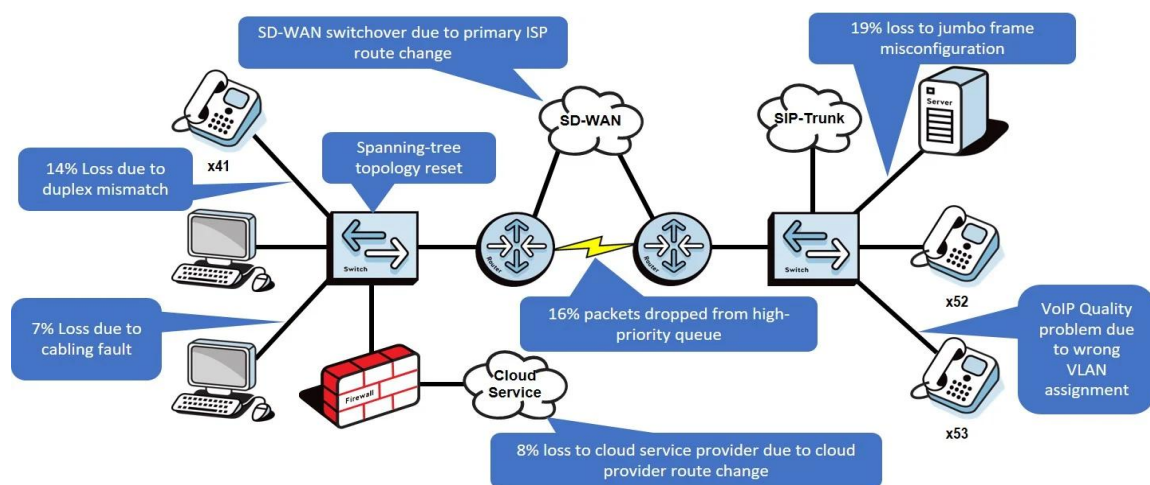 SD-WAN switchover due to primary ISP
route change
19% loss to jumbo frame
misconfiguration
SD-WAN
SIP-Trunk
Server
x41
14% Loss due to
duplex mismatch
Spanning-tree
topology reset
Switch
Router
Router
Switch
x52
7% Loss due to
cabling fault
16% packets dropped from high-
priority queue
VoIP Quality
problem due
to wrong
VLAN
assignment
Firewall
Cloud
Service
x53
8% loss to cloud service provider due to cloud
provider route change